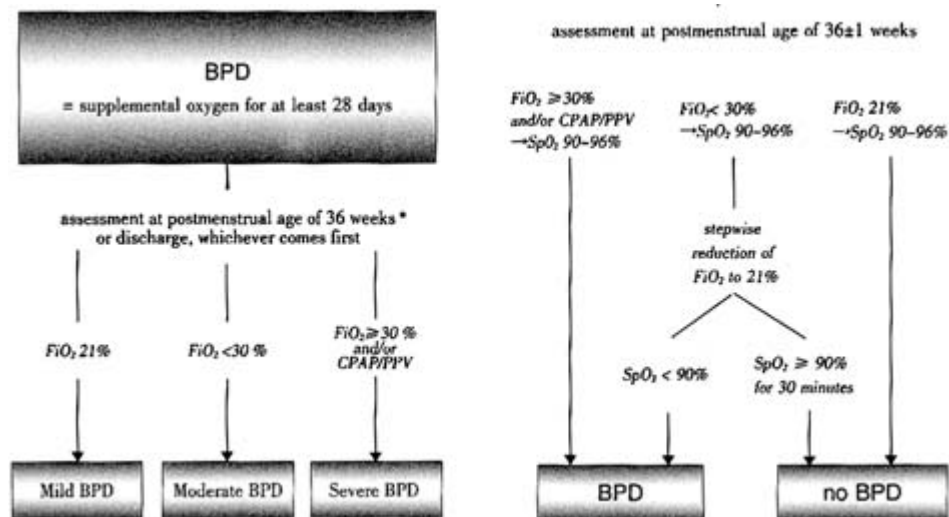 BPD
= supplemental oxygen for at least 28 days
assessment at postmenstrual age of 36 weeks *
or discharge, whichever comes first
FiO₂ 21%
FiO₂ <30 %
FiO₂ ≥ 30 %
and/or
CPAP/PPV
Mild BPD
Moderate BPD
Severe BPD
assessment at postmenstrual age of 36±1 weeks
FiO₂ ≥ 30%
and/or CPAP/PPV
→SpO₂ 90–96%
FiO₂< 30%
→SpO₂ 90–96%
FiO₂ 21%
→SpO₂ 90–96%
stepwise
reduction of
FiO₂ to 21%
SpO₂ < 90%
SpO₂ ≥ 90%
for 30 minutes
BPD
no BPD